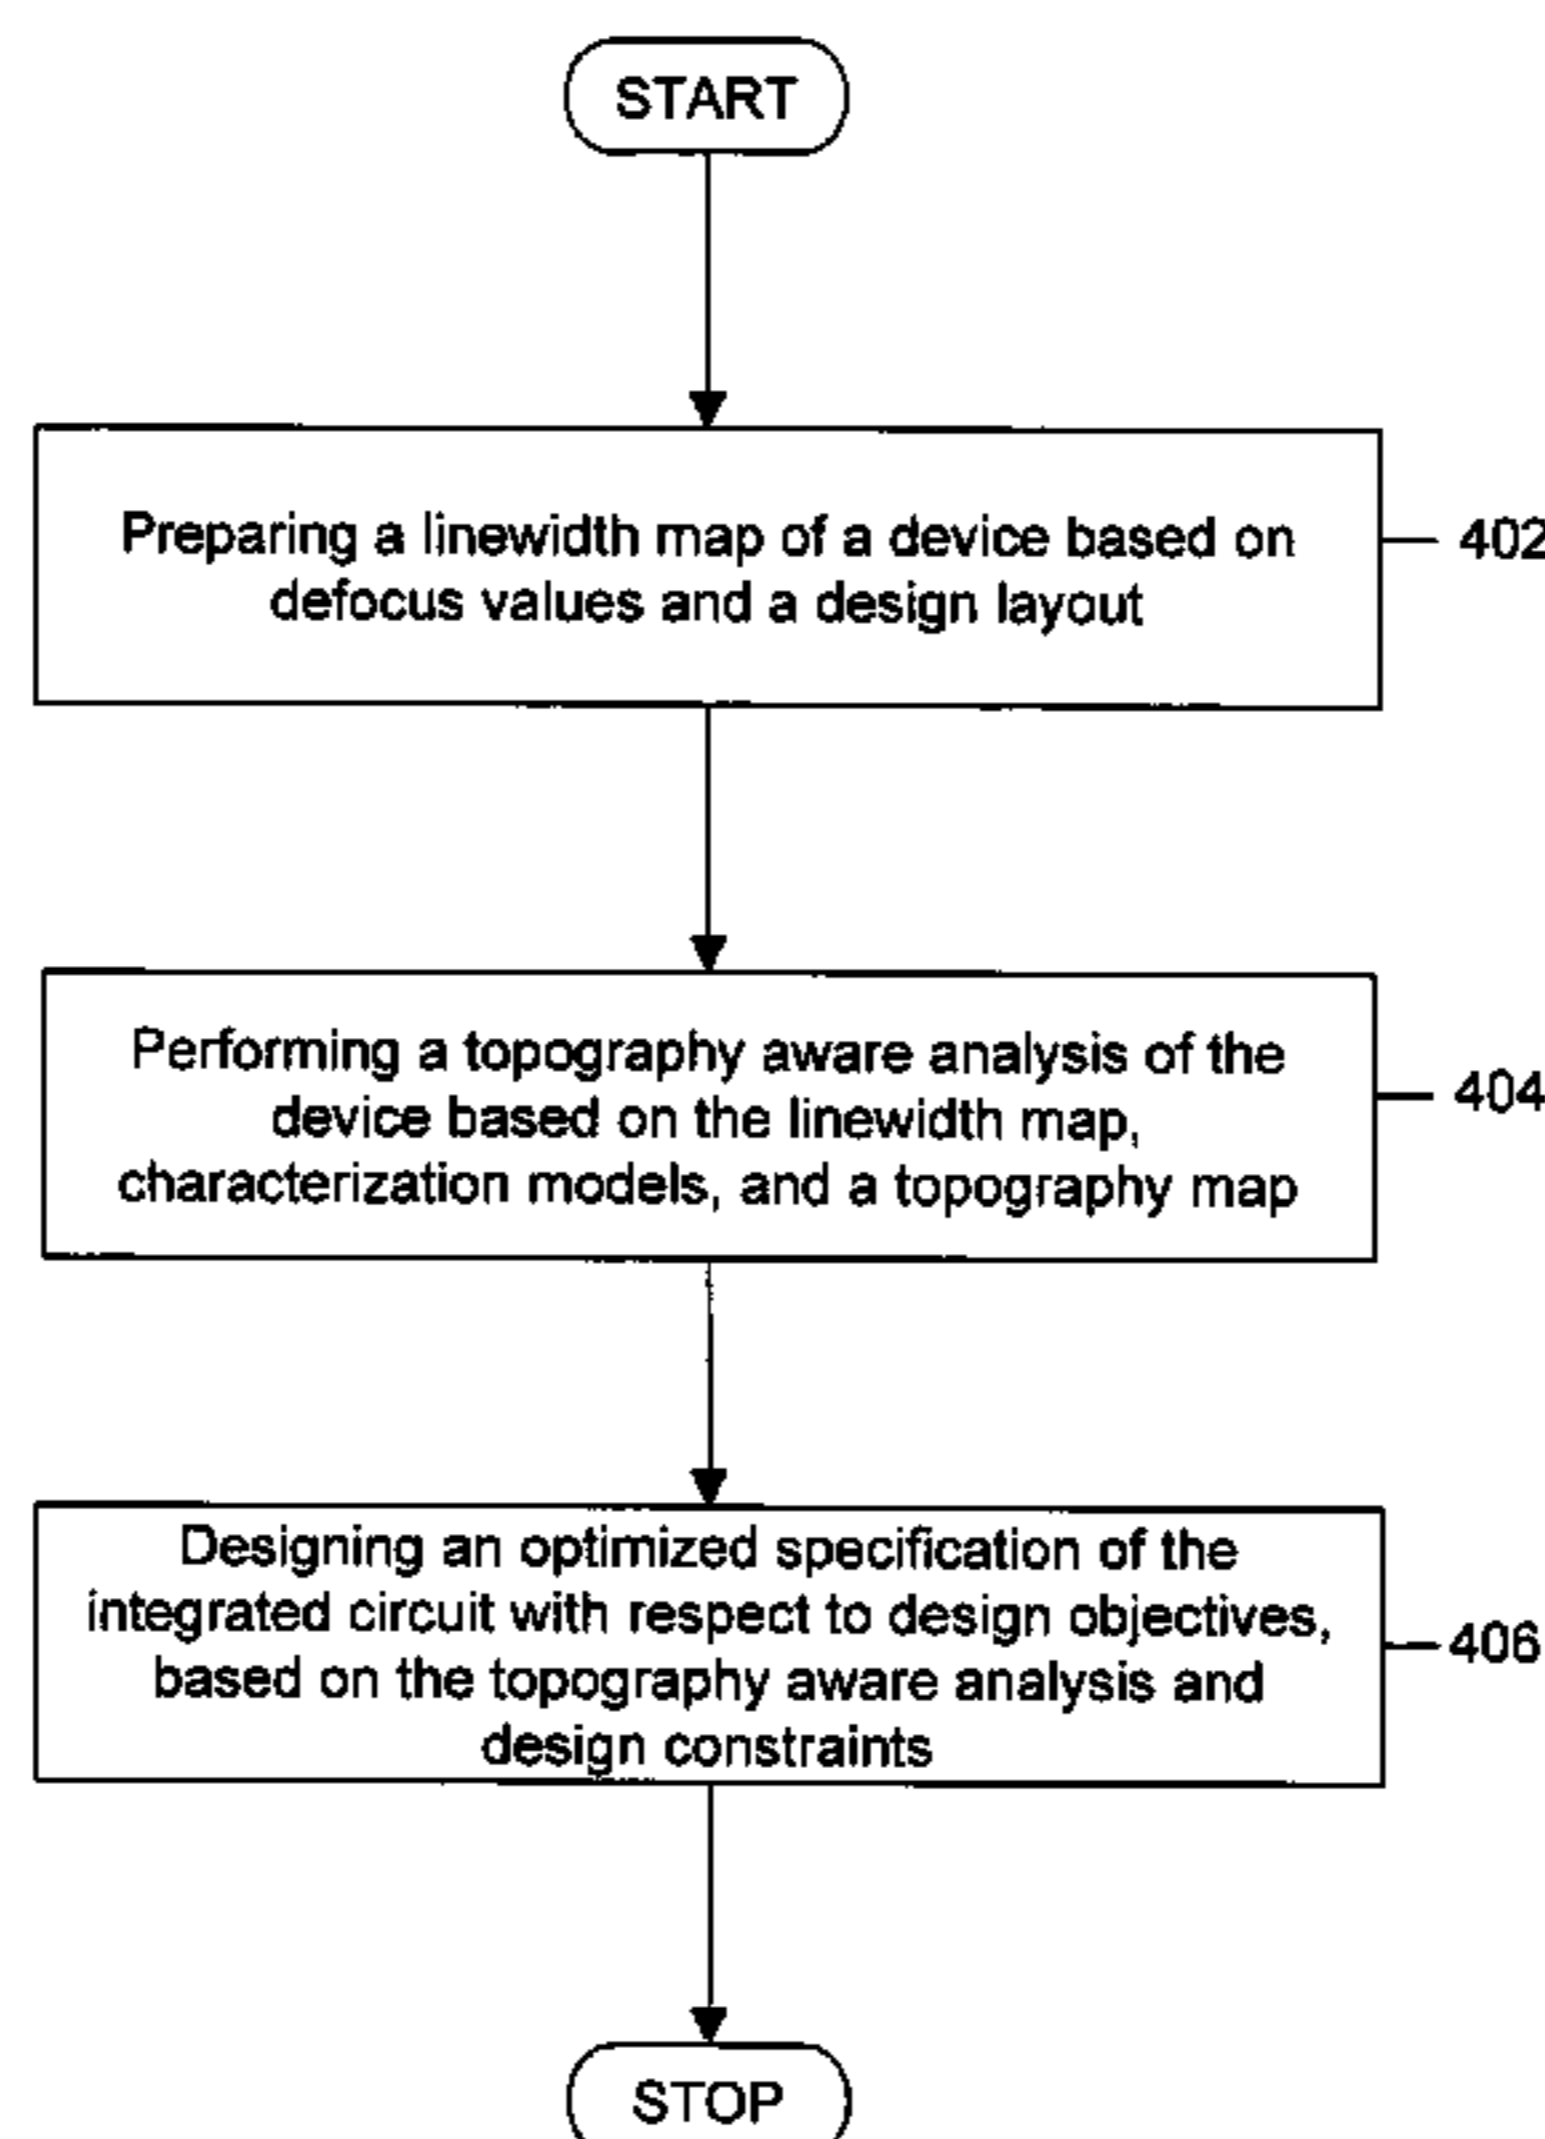 START
Preparing a linewidth map of a device based on
defocus values and a design layout
402
Performing a topography aware analysis of the
device based on the linewidth map,
characterization models, and a topography map
404
Designing an optimized specification of the
integrated circuit with respect to design objectives,
based on the topography aware analysis and
design constraints
406
STOP